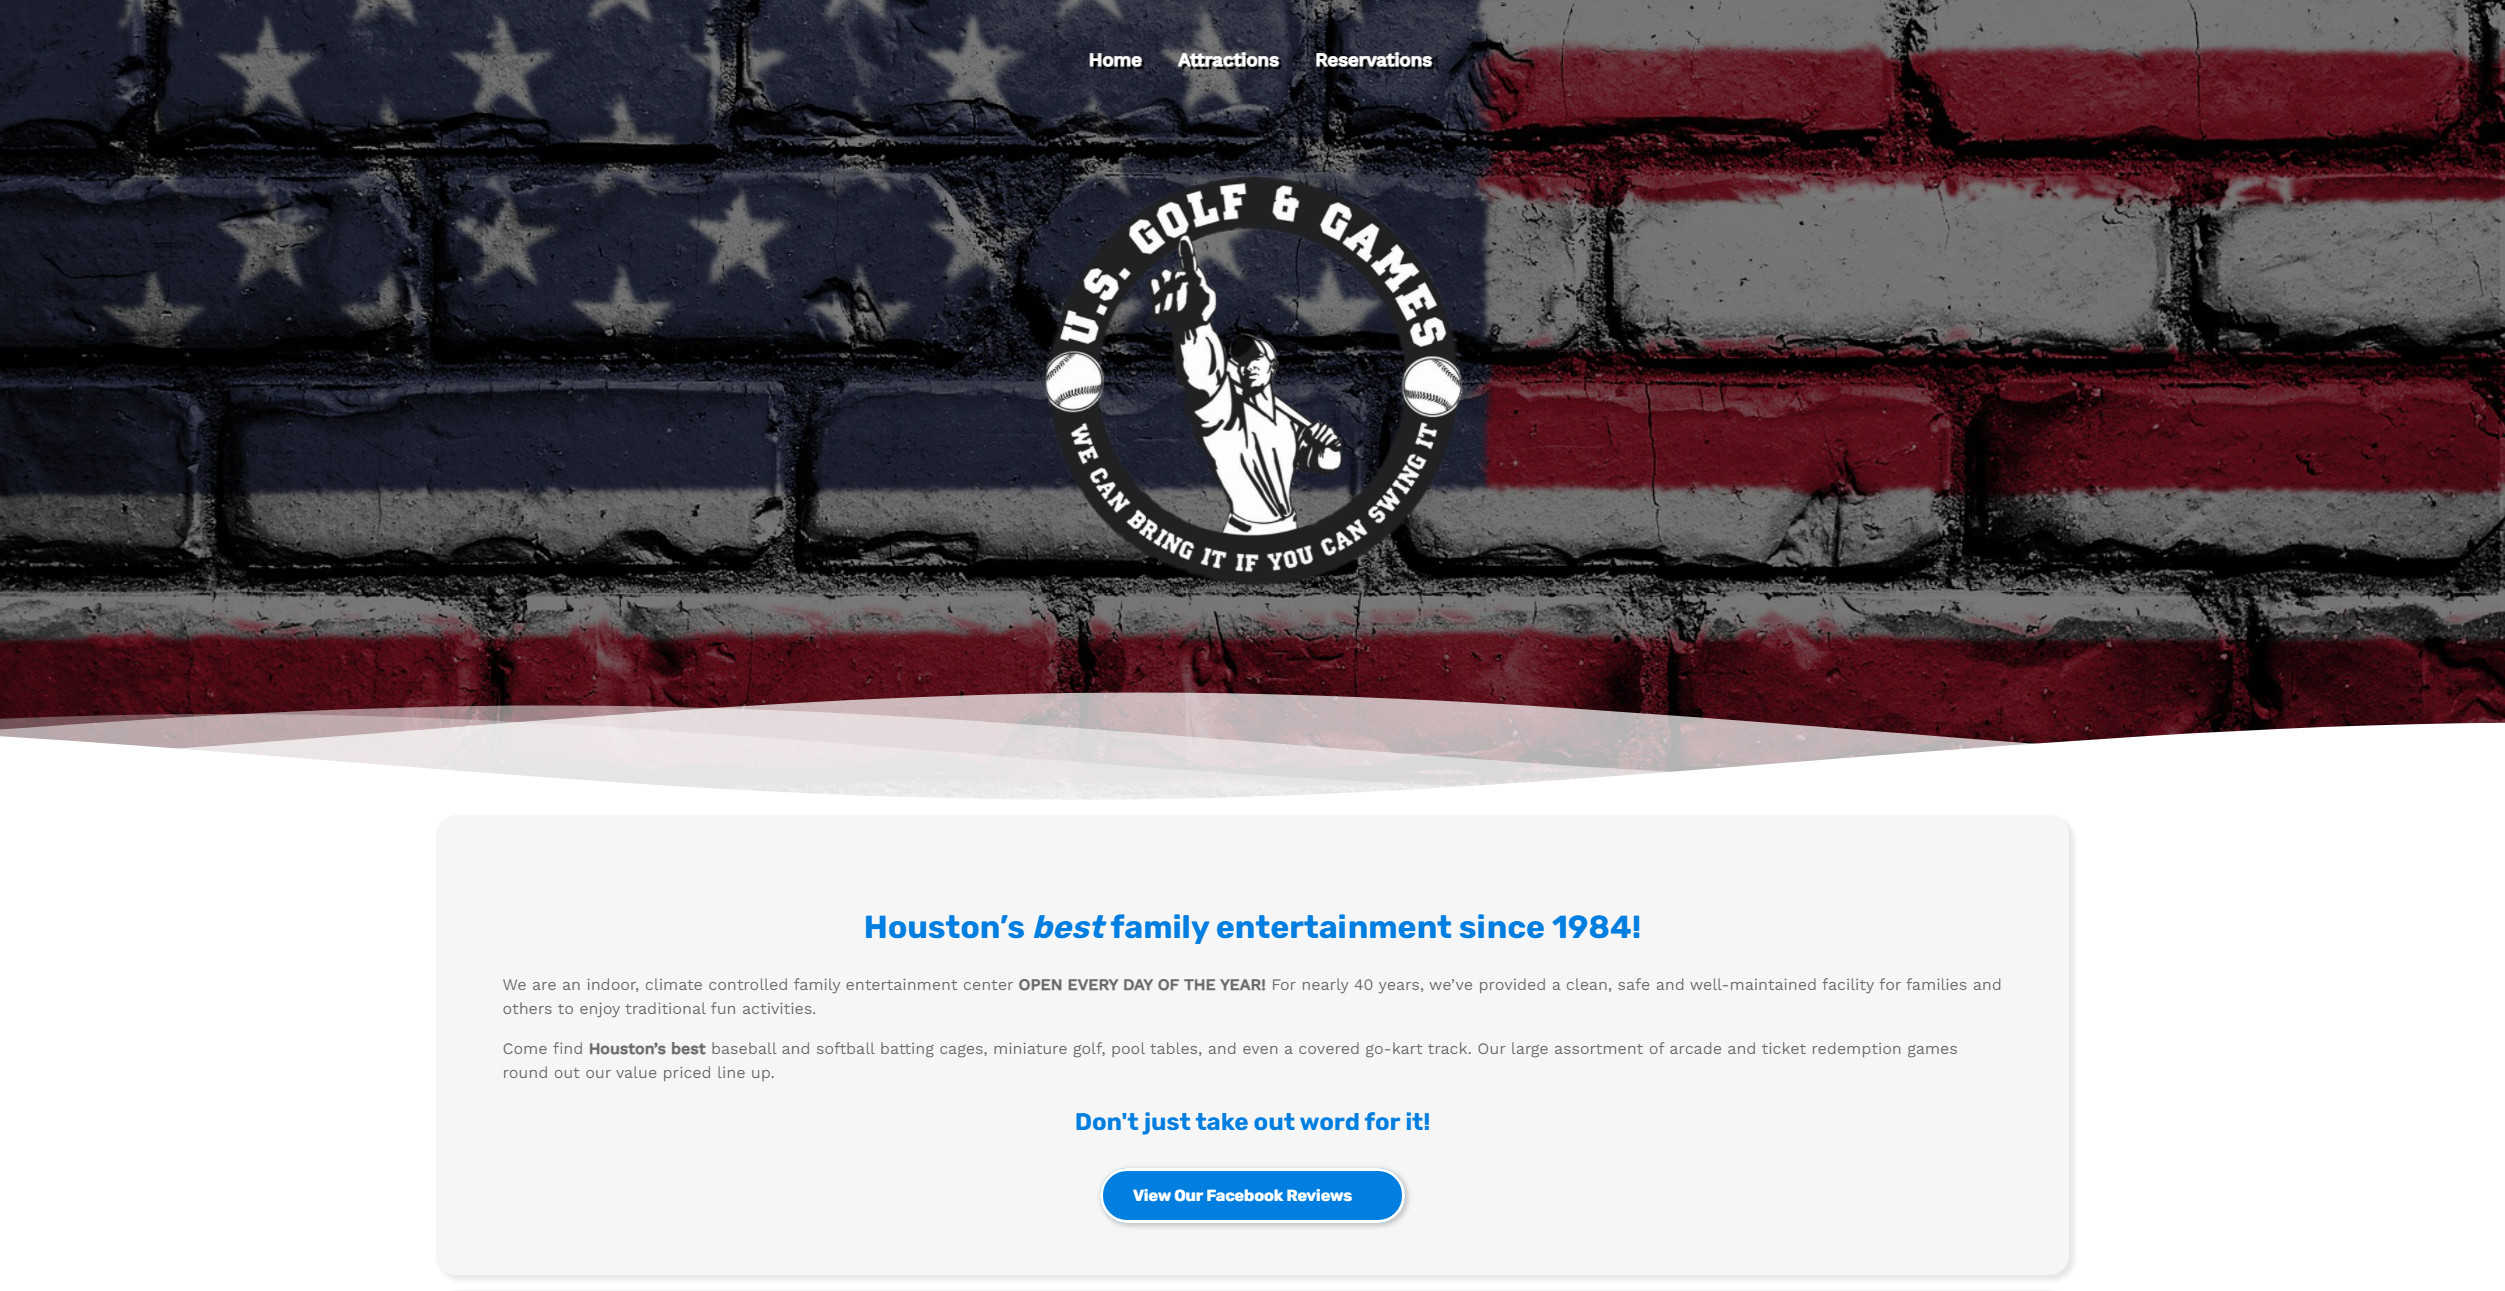 Home Attractions Reservations
U.S. GOLF & GAMES
WE CAN BRING IT IF YOU CAN SWING IT
Houston’s best family entertainment since 1984!
We are an indoor, climate controlled family entertainment center OPEN EVERY DAY OF THE YEAR! For nearly 40 years, we’ve provided a clean, safe and well-maintained facility for families and
others to enjoy traditional fun activities.
Come find Houston’s best baseball and softball batting cages, miniature golf, pool tables, and even a covered go-kart track. Our large assortment of arcade and ticket redemption games
round out our value priced line up.
Don't just take out word for it!
View Our Facebook Reviews